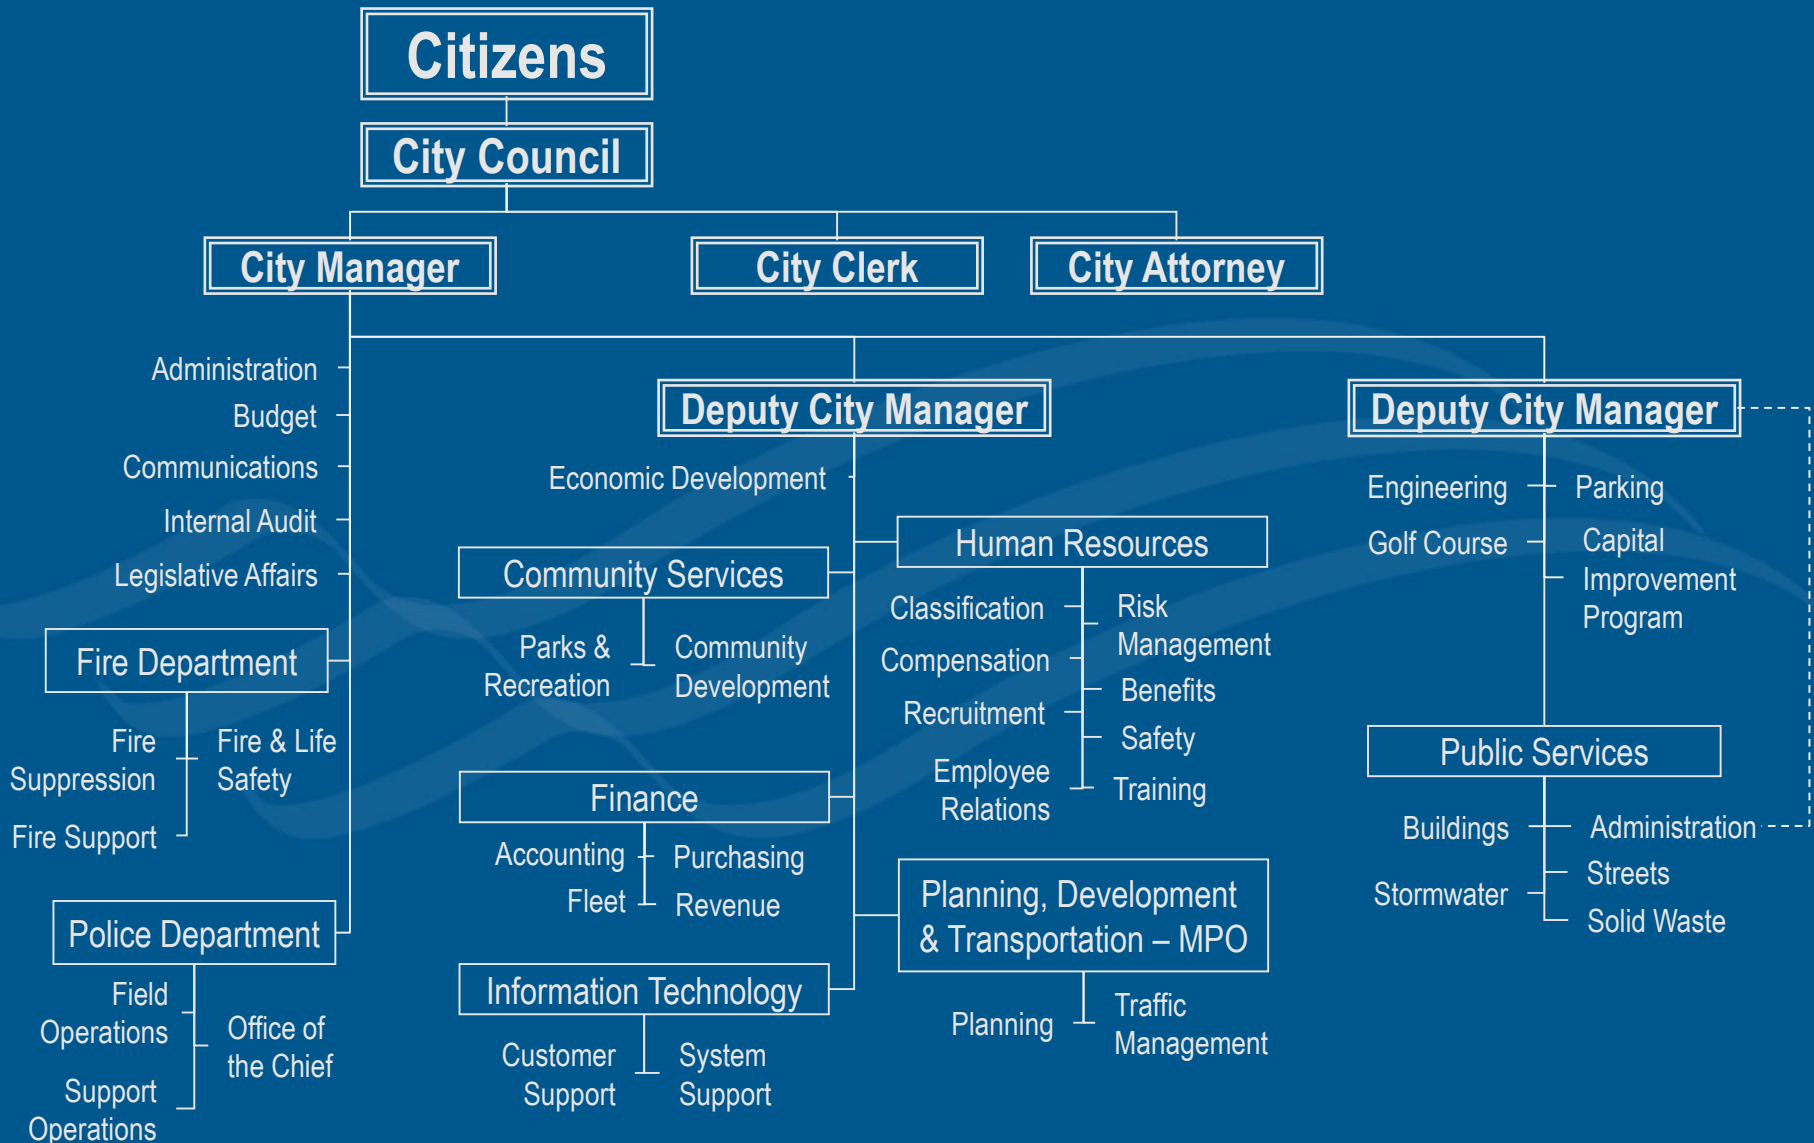 Citizens
City Council
City Manager
City Clerk
City Attorney
Administration
Budget
Communications
Internal Audit
Legislative Affairs
Fire Department
Fire
Suppression
Fire & Life
Safety
Fire Support
Police Department
Field
Operations
Office of
the Chief
Support
Operations
Deputy City Manager
Economic Development
Community Services
Parks &
Recreation
Community
Development
Finance
Accounting
Purchasing
Fleet
Revenue
Information Technology
Customer
Support
System
Support
Human Resources
Classification
Risk
Management
Compensation
Benefits
Recruitment
Safety
Employee
Relations
Training
Planning, Development
& Transportation – MPO
Planning
Traffic
Management
Deputy City Manager
Engineering
Parking
Golf Course
Capital
Improvement
Program
Public Services
Buildings
Administration
Streets
Stormwater
Solid Waste